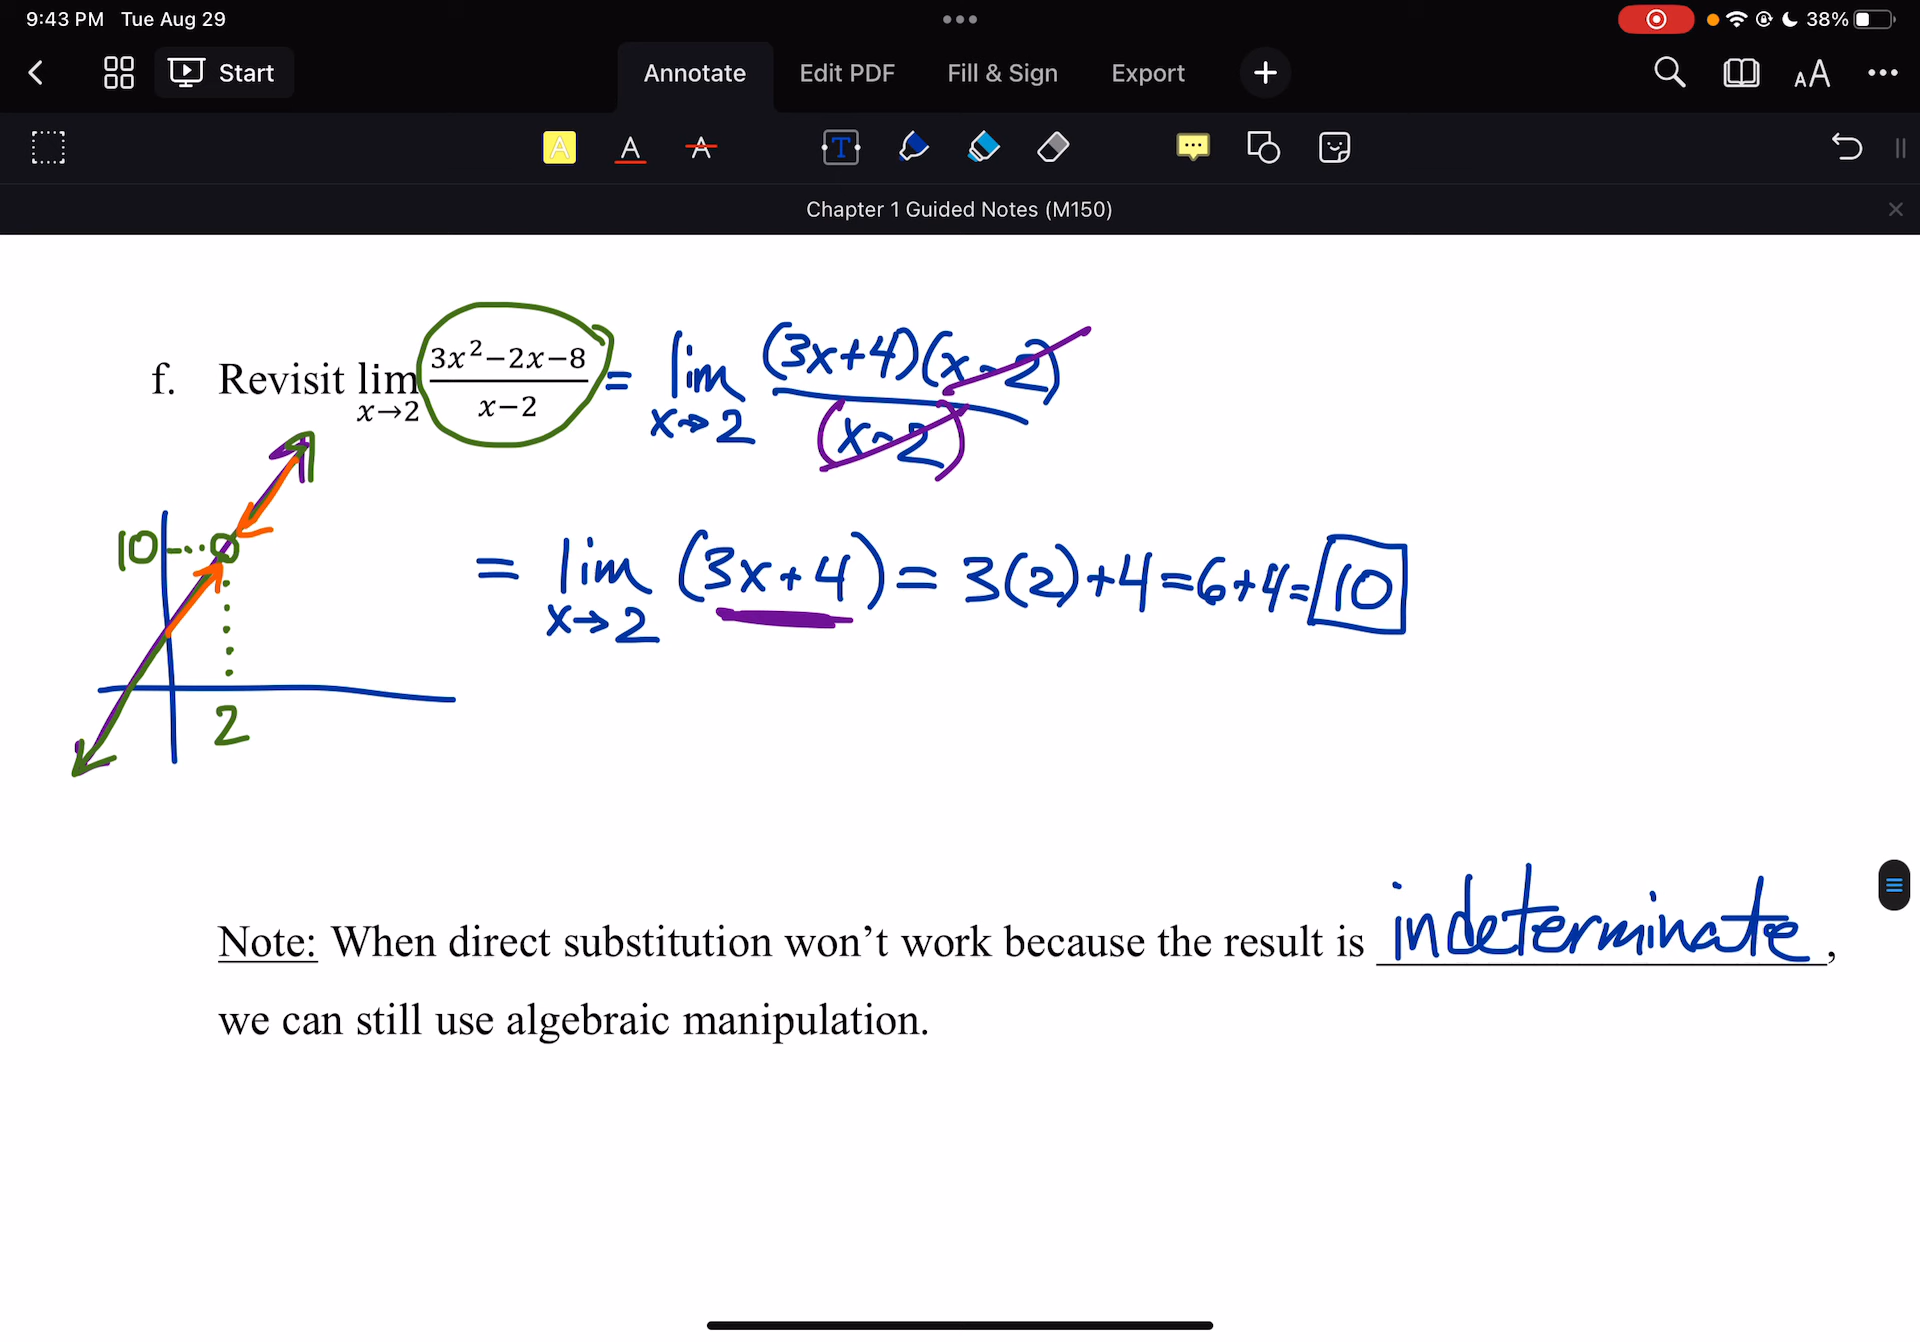 9:43 PM Tue Aug 29
38%
Start
Annotate
Edit PDF
Fill & Sign
Export
Chapter 1 Guided Notes (M150)
f. Revisit lim x→2 (3x²−2x−8)/(x−2) = lim x→2 (3x+4)(x-2)/(x-2)
10
2
= lim x→2 (3x+4) = 3(2)+4=6+4=10
Note: When direct substitution won’t work because the result is indeterminate,
we can still use algebraic manipulation.